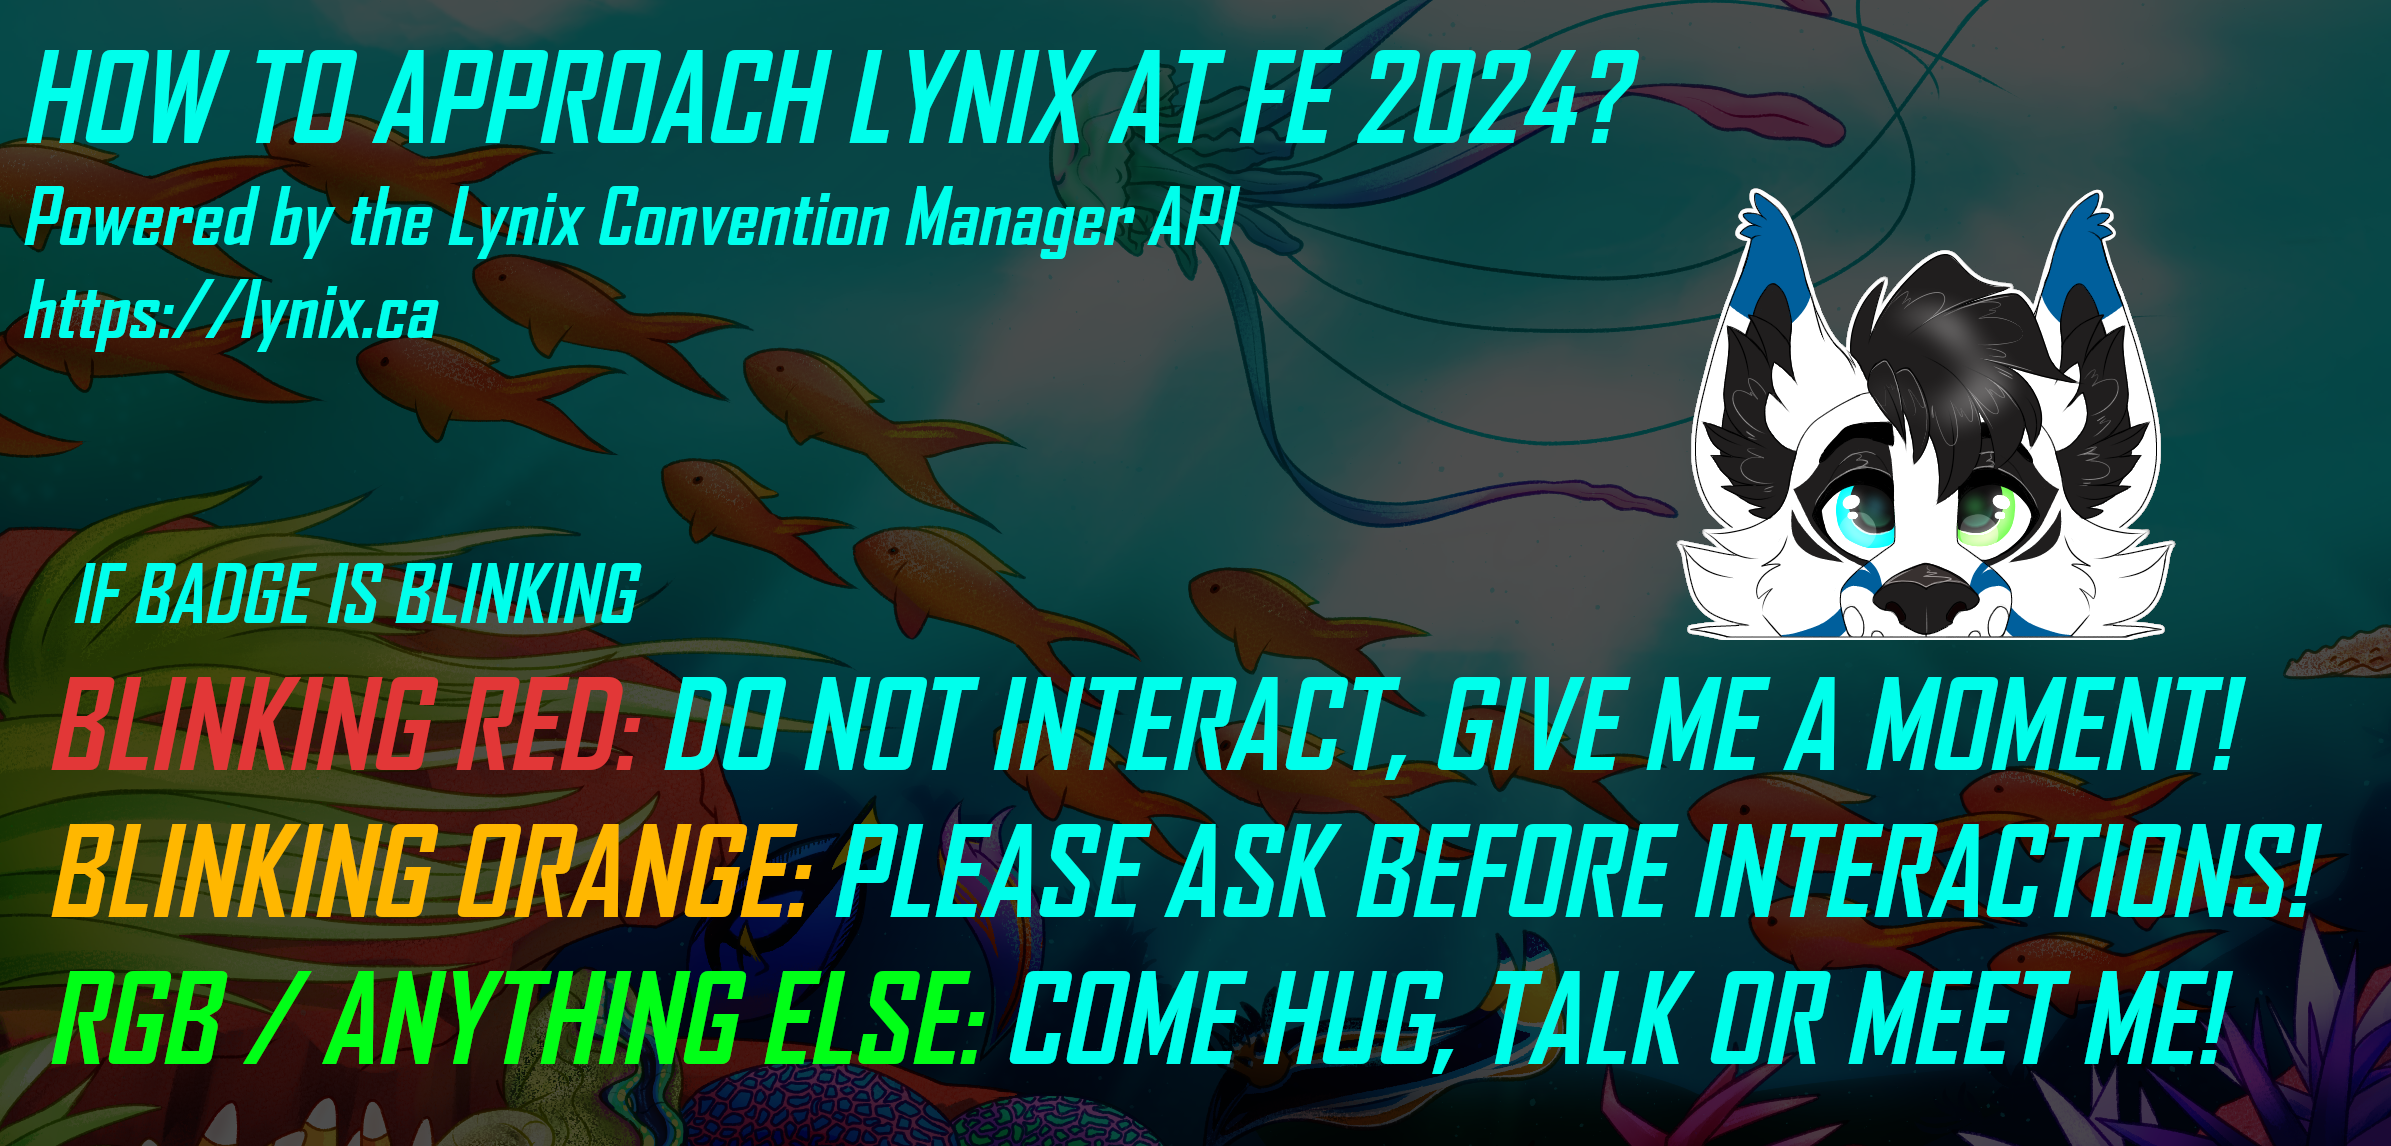 HOW TO APPROACH LYNIX AT FE 2024?
Powered by the Lynix Convention Manager API
https://lynix.ca
IF BADGE IS BLINKING
BLINKING RED: DO NOT INTERACT, GIVE ME A MOMENT!
BLINKING ORANGE: PLEASE ASK BEFORE INTERACTIONS!
RGB / ANYTHING ELSE: COME HUG, TALK OR MEET ME!